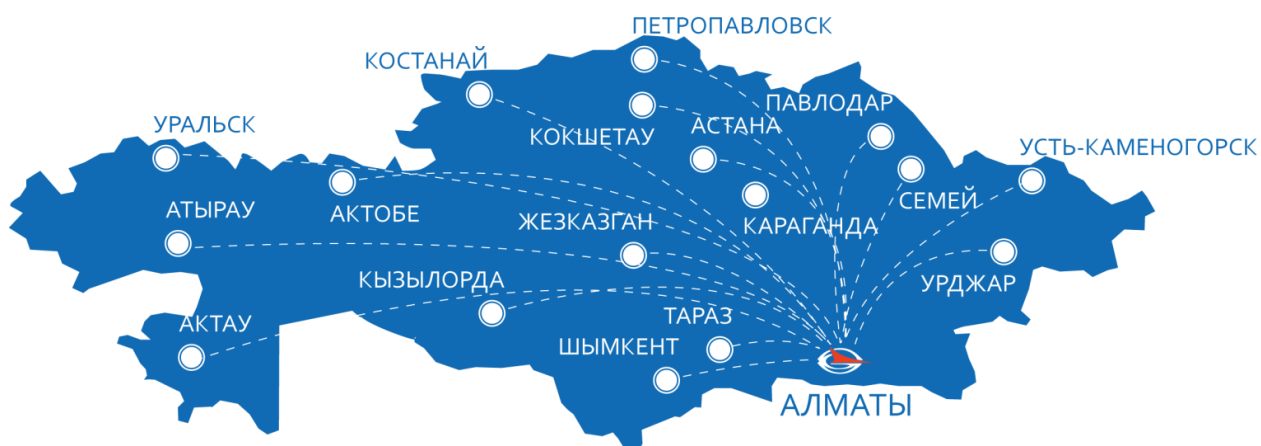 ПЕТРОПАВЛОВСК
КОСТАНАЙ
ПАВЛОДАР
УРАЛЬСК
КОКШЕТАУ
АСТАНА
УСТЬ-КАМЕНОГОРСК
АТЫРАУ
АКТОБЕ
СЕМЕЙ
ЖЕЗКАЗГАН
КАРАГАНДА
КЫЗЫЛОРДА
УРДЖАР
АКТАУ
ТАРАЗ
ШЫМКЕНТ
АЛМАТЫ